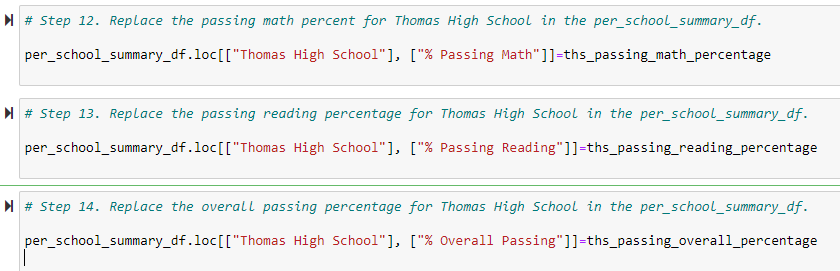 # Step 12. Replace the passing math percent for Thomas High School in the per_school_summary_df.
per_school_summary_df.loc[["Thomas High School"], ["% Passing Math"]]=ths_passing_math_percentage
# Step 13. Replace the passing reading percentage for Thomas High School in the per_school_summary_df.
per_school_summary_df.loc[["Thomas High School"], ["% Passing Reading"]]=ths_passing_reading_percentage
# Step 14. Replace the overall passing percentage for Thomas High School in the per_school_summary_df.
per_school_summary_df.loc[["Thomas High School"], ["% Overall Passing"]]=ths_passing_overall_percentage